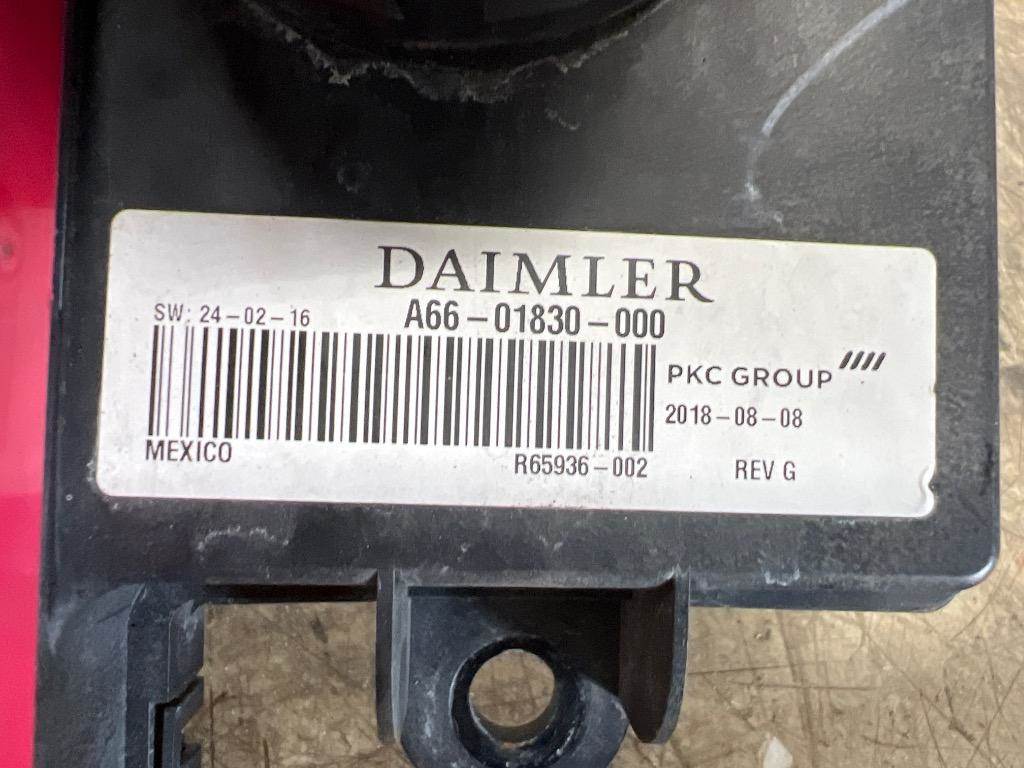 DAIMLER
SW: 24-02-16
A66-01830-000
PKC GROUP
2018-08-08
MEXICO
R65936-002
REV G